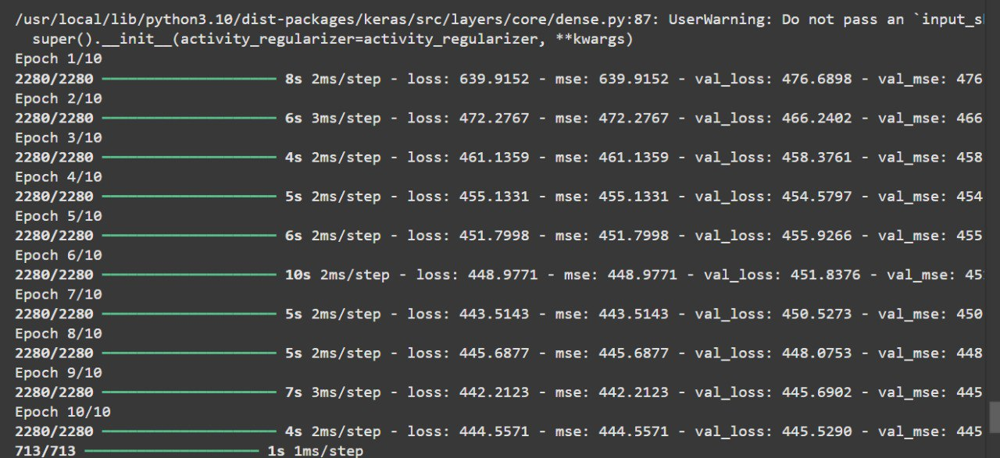 /usr/local/lib/python3.10/dist-packages/keras/src/layers/core/dense.py:87: UserWarning: Do not pass an `input_sh
super().__init__(activity_regularizer=activity_regularizer, **kwargs)
Epoch 1/10
2280/2280 8s 2ms/step - loss: 639.9152 - mse: 639.9152 - val_loss: 476.6898 - val_mse: 476
Epoch 2/10
2280/2280 6s 3ms/step - loss: 472.2767 - mse: 472.2767 - val_loss: 466.2402 - val_mse: 466
Epoch 3/10
2280/2280 4s 2ms/step - loss: 461.1359 - mse: 461.1359 - val_loss: 458.3761 - val_mse: 458
Epoch 4/10
2280/2280 5s 2ms/step - loss: 455.1331 - mse: 455.1331 - val_loss: 454.5797 - val_mse: 454
Epoch 5/10
2280/2280 6s 2ms/step - loss: 451.7998 - mse: 451.7998 - val_loss: 455.9266 - val_mse: 455
Epoch 6/10
2280/2280 10s 2ms/step - loss: 448.9771 - mse: 448.9771 - val_loss: 451.8376 - val_mse: 451
Epoch 7/10
2280/2280 5s 2ms/step - loss: 443.5143 - mse: 443.5143 - val_loss: 450.5273 - val_mse: 450
Epoch 8/10
2280/2280 5s 2ms/step - loss: 445.6877 - mse: 445.6877 - val_loss: 448.0753 - val_mse: 448
Epoch 9/10
2280/2280 7s 3ms/step - loss: 442.2123 - mse: 442.2123 - val_loss: 445.6902 - val_mse: 445
Epoch 10/10
2280/2280 4s 2ms/step - loss: 444.5571 - mse: 444.5571 - val_loss: 445.5290 - val_mse: 445
713/713 1s 1ms/step